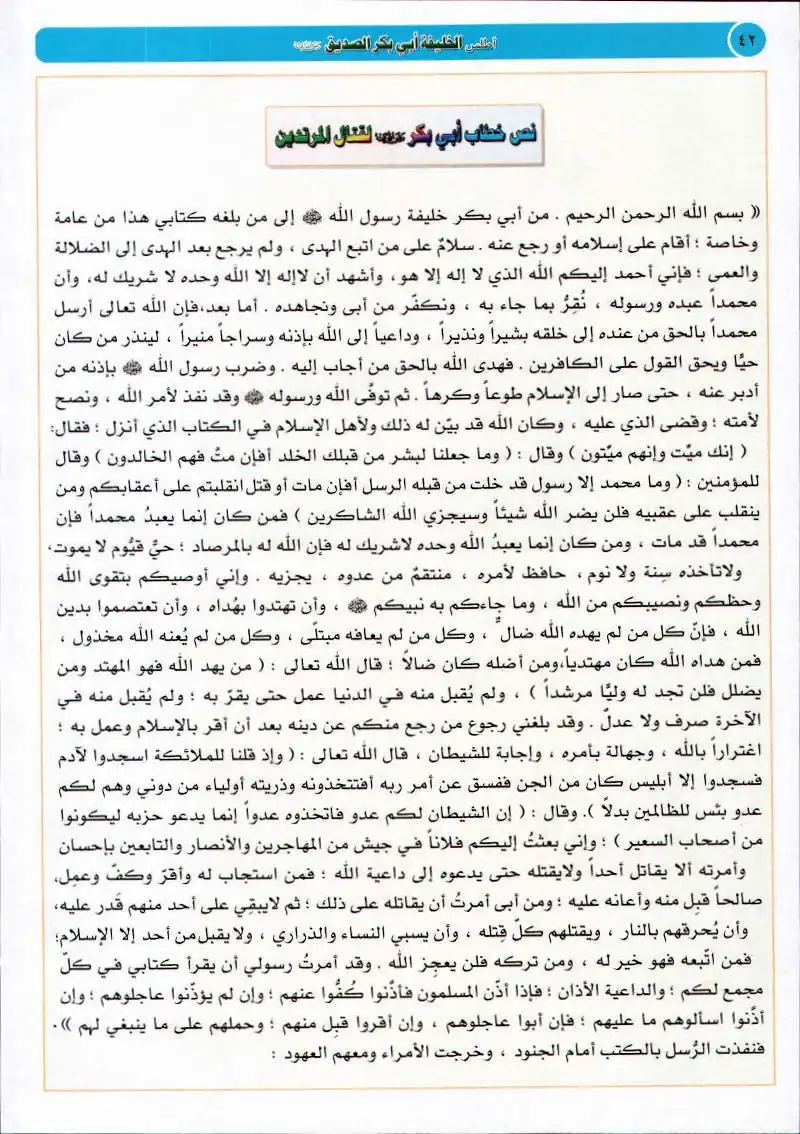 ٤٢
أطلس الخليفة أبي بكر الصديق
نص خطاب أبي بكر لقتال المرتدين
(( بسم الله الرحمن الرحيم . من أبي بكر خليفة رسول الله ﷺ إلى من بلغه كتابي هذا من عامة
وخاصة ؛ أقام على إسلامه أو رجع عنه . سلامٌ على من اتبع الهدى ، ولم يرجع بعد الهدى إلى الضلالة
والعمى ؛ فإني أحمد إليكم الله الذي لا إله إلا هو ، وأشهد أن لاإله إلا الله وحده لا شريك له، وأن
محمداً عبده ورسوله ، نُقِرُّ بما جاء به ، ونكفّر من أبى ونجاهده . أما بعد،فإن الله تعالى أرسل
محمداً بالحق من عنده إلى خلقه بشيراً ونذيراً ، وداعياً إلى الله بإذنه وسراجاً منيراً ، لينذر من كان
حيًّا ويحق القول على الكافرين . فهدى الله بالحق من أجاب إليه . وضرب رسول الله ﷺ بإذنه من
أدبر عنه ، حتى صار إلى الإسلام طوعاً وكرهاً . ثم توفَّى الله ورسوله ﷺ وقد نفذ لأمر الله ، ونصح
لأمته ؛ وقضى الذي عليه ، وكان الله قد بيّن له ذلك ولأهل الإسلام في الكتاب الذي أنزل ؛ فقال:
( إنك ميّت وإنهم ميّتون ) وقال : ( وما جعلنا لبشر من قبلك الخلد أفإن متُّ فهم الخالدون ) وقال
للمؤمنين : ( وما محمد إلا رسول قد خلت من قبله الرسل أفإن مات أو قتل انقلبتم على أعقابكم ومن
ينقلب على عقبيه فلن يضر الله شيئاً وسيجزي الله الشاكرين ) فمن كان إنما يعبدُ محمداً فإن
محمداً قد مات ، ومن كان إنما يعبدُ الله وحده لاشريك له فإن الله له بالمرصاد ؛ حيٌّ قيُّوم لا يموت،
ولاتأخذه سِنة ولا نوم ، حافظ لأمره ، منتقمٌ من عدوه ، يجزيه . وإني أوصيكم بتقوى الله
وحظكم ونصيبكم من الله ، وما جاءكم به نبيكم ﷺ ، وأن تهتدوا بهُداه ، وأن تعتصموا بدين
الله ، فإنّ كل من لم يهده الله ضالٌّ ، وكل من لم يعافه مبتلًى ، وكل من لم يُعنه الله مخذول ،
فمن هداه الله كان مهتدياً،ومن أضله كان ضالاً ؛ قال الله تعالى : ( من يهد الله فهو المهتد ومن
يضلل فلن تجد له وليًّا مرشداً ) ، ولم يُقبل منه في الدنيا عمل حتى يقرّ به ؛ ولم يُقبل منه في
الآخرة صرف ولا عدلٌ . وقد بلغني رجوع من رجع منكم عن دينه بعد أن أقر بالإسلام وعمل به ؛
اغتراراً بالله ، وجهالة بأمره ، وإجابة للشيطان ، قال الله تعالى : ( وإذ قلنا للملائكة اسجدوا لآدم
فسجدوا إلا أبليس كان من الجن ففسق عن أمر ربه أفتتخذونه وذريته أولياء من دوني وهم لكم
عدو بئس للظالمين بدلاً ). وقال : ( إن الشيطان لكم عدو فاتخذوه عدواً إنما يدعو حزبه ليكونوا
من أصحاب السعير ) ؛ وإني بعثتُ إليكم فلاناً في جيش من المهاجرين والأنصار والتابعين بإحسان
وأمرته ألا يقاتل أحداً ولايقتله حتى يدعوه إلى داعية الله ؛ فمن استجاب له وأقرّ وكفّ وعمِل،
صالحاً قبِل منه وأعانه عليه ؛ ومن أبى أمرتُ أن يقاتله على ذلك ؛ ثم لايبقِي على أحد منهم قَدر عليه،
وأن يُحرقهم بالنار ، ويقتلهم كلّ قِتله ، وأن يسبي النساء والذراري ، ولا يقبل من أحد إلا الإسلام؛
فمن اتّبعه فهو خير له ، ومن تركه فلن يعجِز الله . وقد أمرتُ رسولي أن يقرأ كتابي في كلّ
مجمع لكم ؛ والداعية الأذان ؛ فإذا أذّن المسلمون فأذّنوا كُفُّوا عنهم ؛ وإن لم يؤذّنوا عاجلوهم ؛ وإن
أذّنوا اسألوهم ما عليهم ؛ فإن أبوا عاجلوهم ، وإن أقروا قبِل منهم ؛ وحملهم على ما ينبغي لهم )).
فنفذت الرُّسل بالكتب أمام الجنود ، وخرجت الأمراء ومعهم العهود :